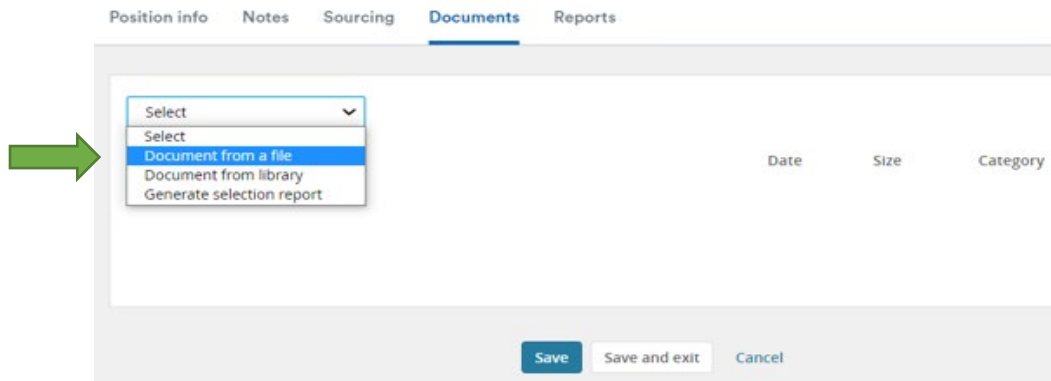 Position info Notes Sourcing Documents Reports
Select
Select
Document from a file
Document from library
Generate selection report
Date Size Category
Save Save and exit Cancel